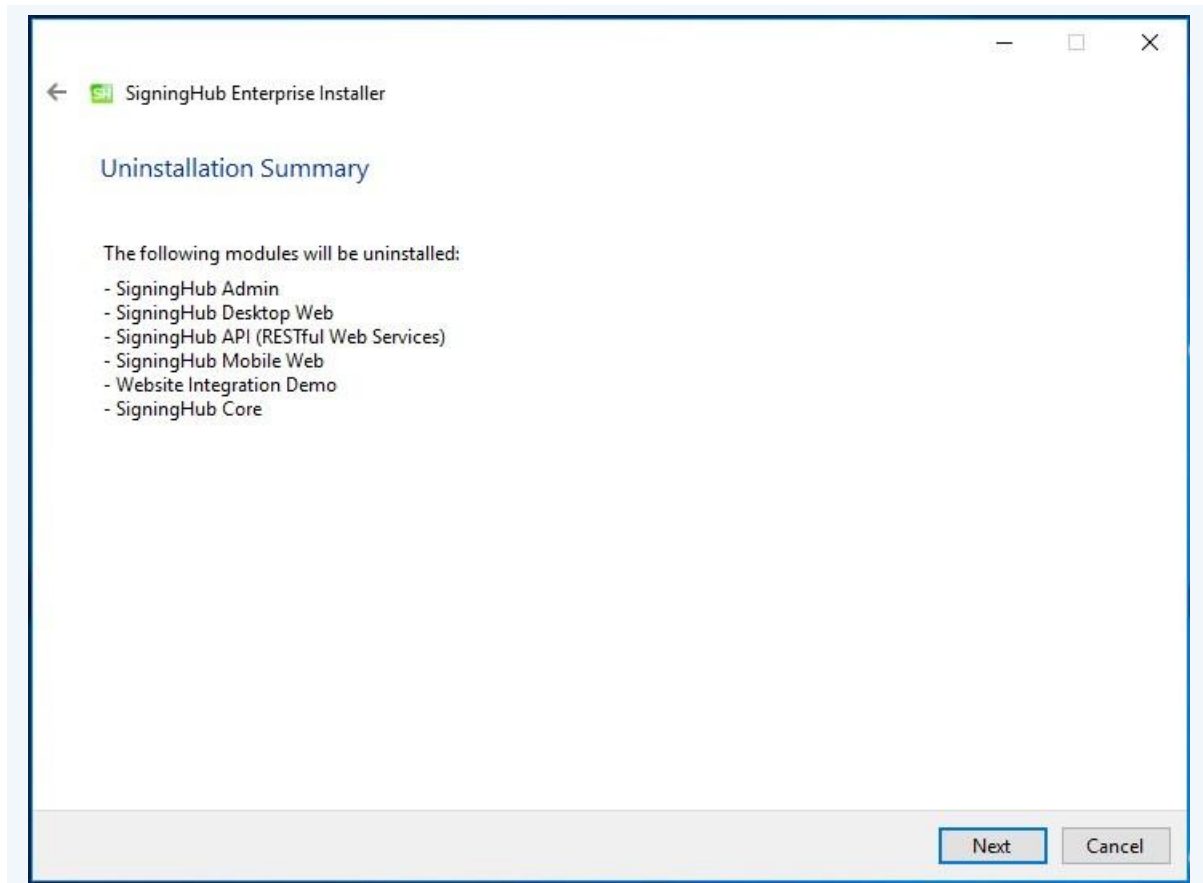 SH SigningHub Enterprise Installer
Uninstallation Summary
The following modules will be uninstalled:
- SigningHub Admin
- SigningHub Desktop Web
- SigningHub API (RESTful Web Services)
- SigningHub Mobile Web
- Website Integration Demo
- SigningHub Core
Next Cancel